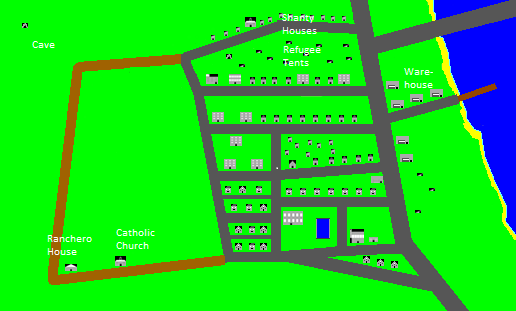 Shanty
Houses
Cave
Refugee
Tents
Ware-
house
Ranchero
House
Catholic
Church